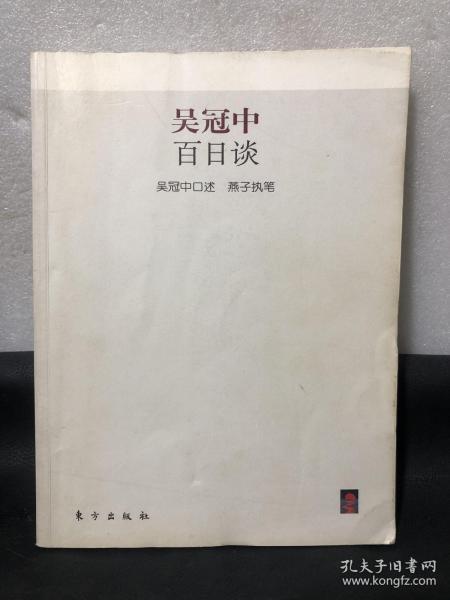 吴冠中
百日谈
吴冠中口述 燕子执笔
東方出版社
孔夫子旧书网
www.kongfz.com